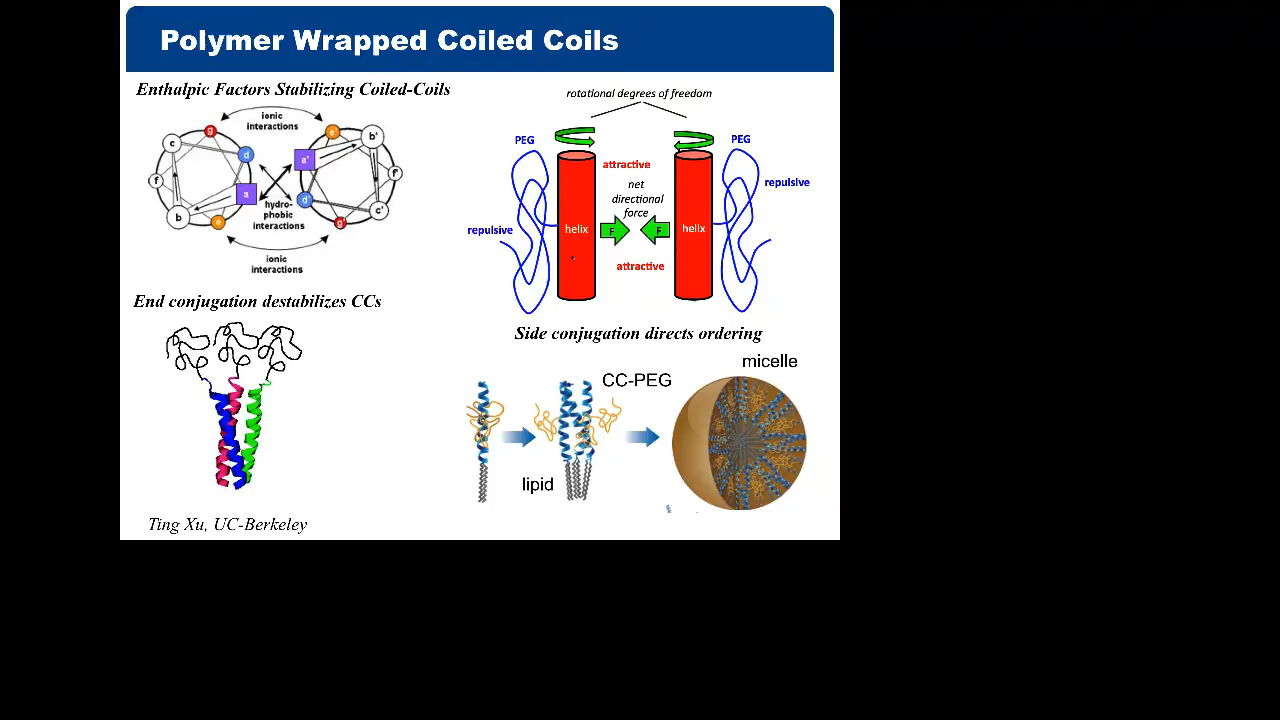 Polymer Wrapped Coiled Coils
Enthalpic Factors Stabilizing Coiled-Coils
ionic
interactions
g
e'
c
b'
d
a'
f
f'
a
d'
hydro-
phobic
interactions
b
c'
e
g'
ionic
interactions
rotational degrees of freedom
PEG
PEG
attractive
net
directional
force
repulsive
helix
F
F
helix
repulsive
attractive
End conjugation destabilizes CCs
Side conjugation directs ordering
micelle
CC-PEG
lipid
Ting Xu, UC-Berkeley